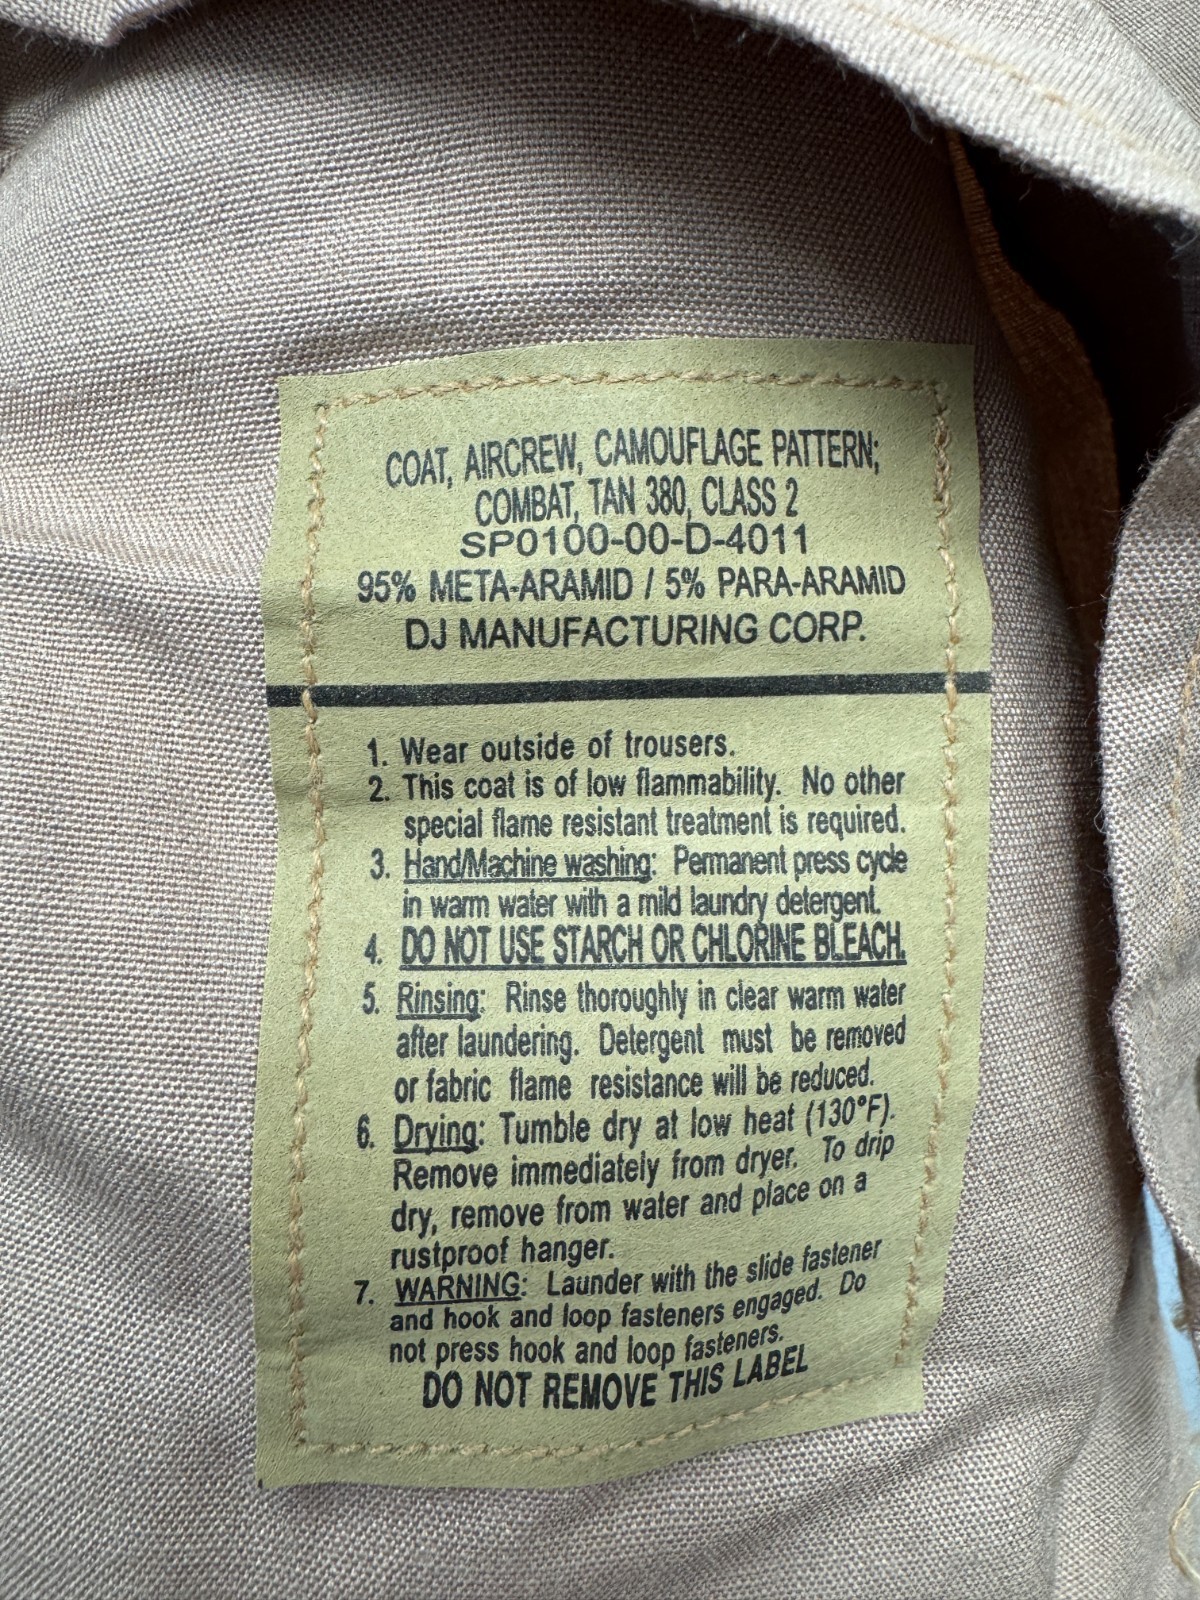 COAT, AIRCREW, CAMOUFLAGE PATTERN;
COMBAT, TAN 380, CLASS 2
SP0100-00-D-4011
95% META-ARAMID / 5% PARA-ARAMID
DJ MANUFACTURING CORP.
1. Wear outside of trousers.
2. This coat is of low flammability. No other
special flame resistant treatment is required.
3. Hand/Machine washing: Permanent press cycle
in warm water with a mild laundry detergent.
4. DO NOT USE STARCH OR CHLORINE BLEACH.
5. Rinsing: Rinse thoroughly in clear warm water
after laundering. Detergent must be removed
or fabric flame resistance will be reduced.
6. Drying: Tumble dry at low heat (130°F).
Remove immediately from dryer. To drip
dry, remove from water and place on a
rustproof hanger.
7. WARNING: Launder with the slide fastener
and hook and loop fasteners engaged. Do
not press hook and loop fasteners.
DO NOT REMOVE THIS LABEL